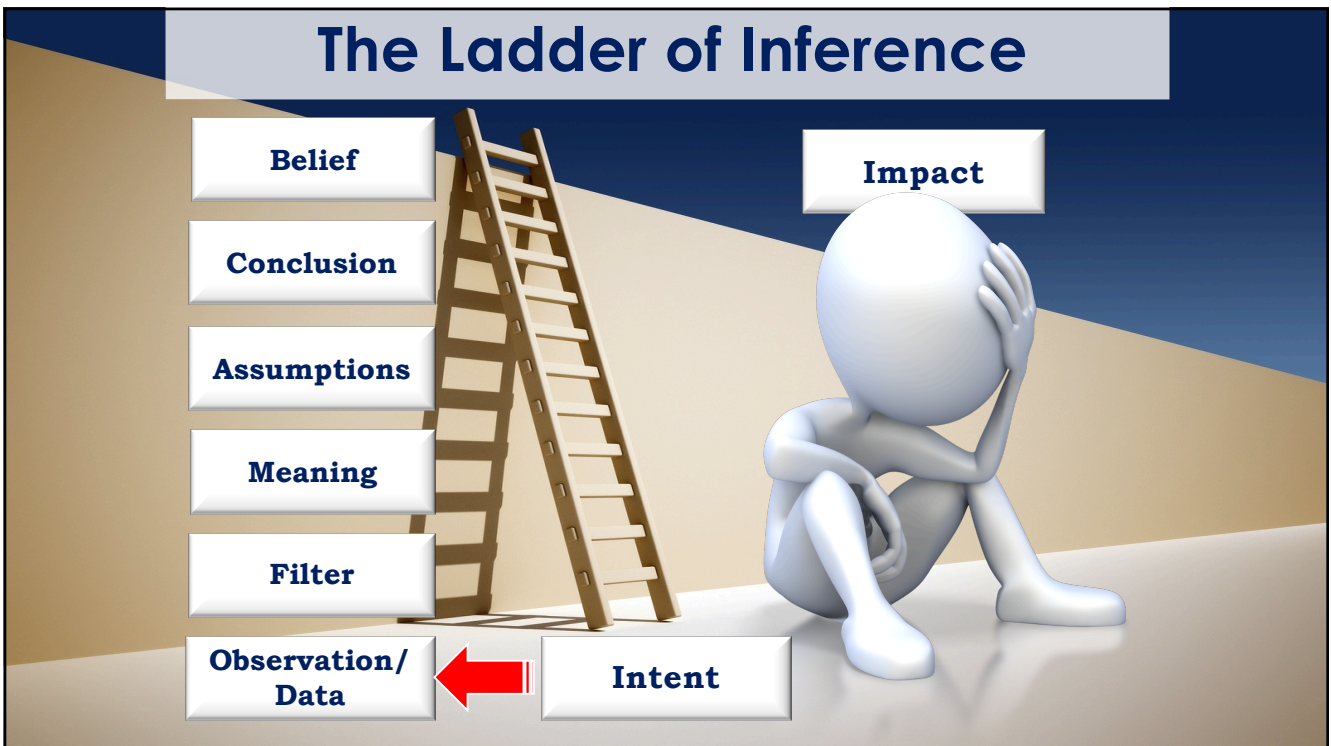 The Ladder of Inference
Belief
Impact
Conclusion
Assumptions
Meaning
Filter
Observation/
Data
Intent